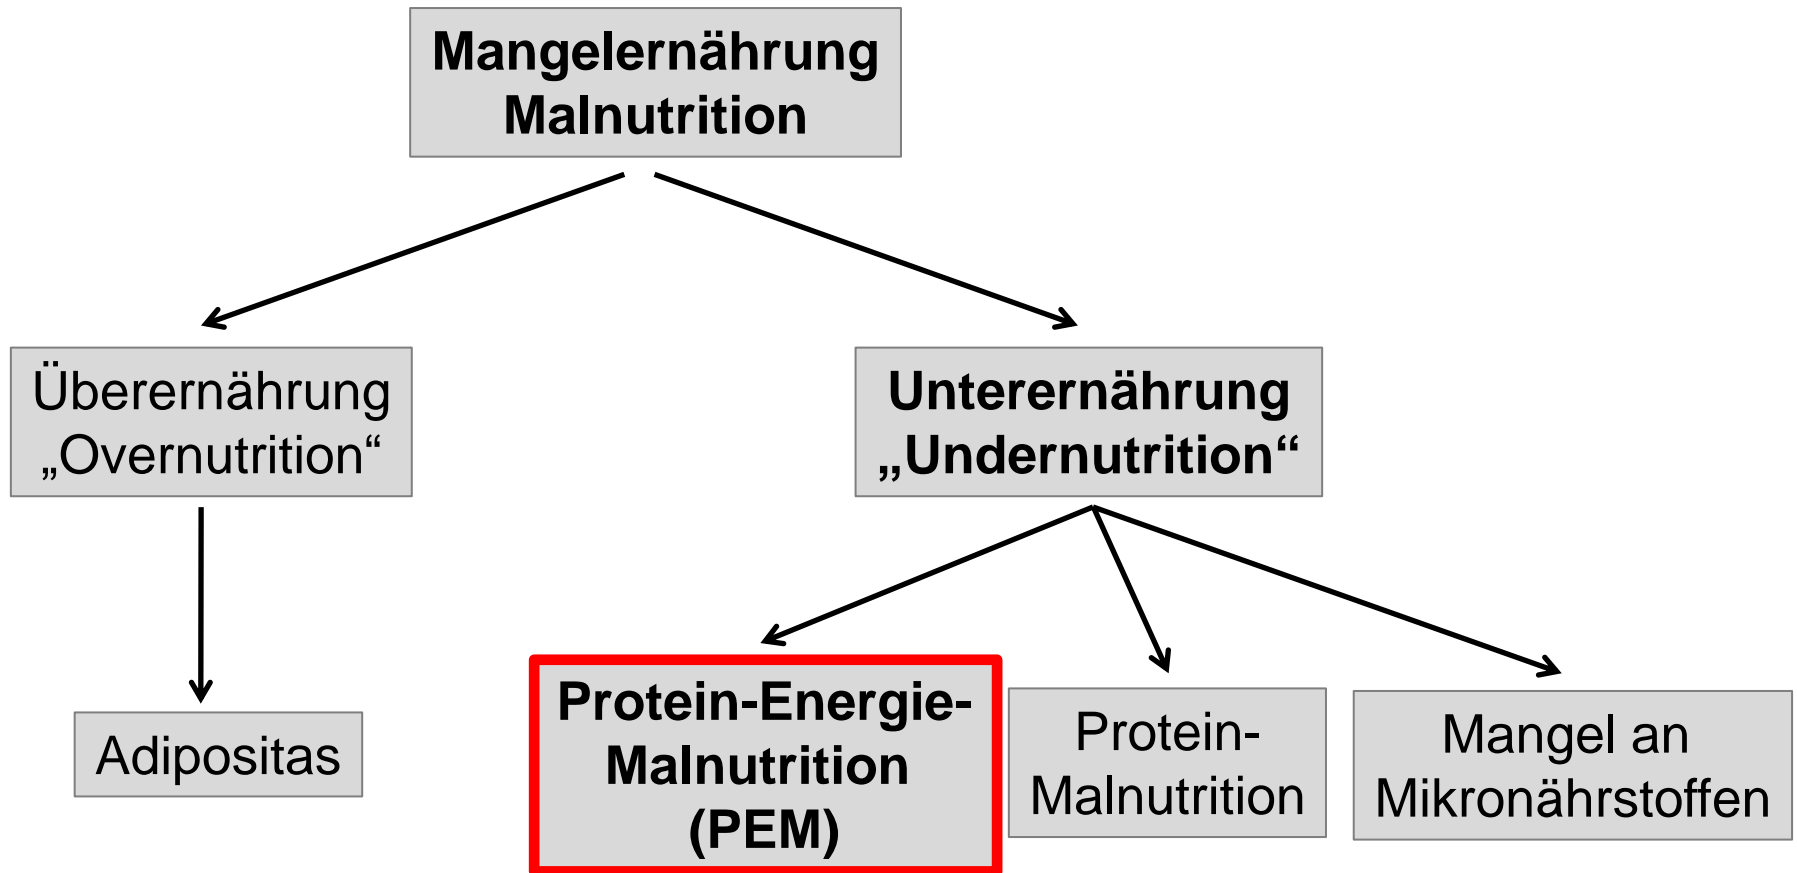 Mangelernährung
Malnutrition
Überernährung
„Overnutrition“
Unterernährung
„Undernutrition“
Adipositas
Protein-Energie-
Malnutrition
(PEM)
Protein-
Malnutrition
Mangel an
Mikronährstoffen